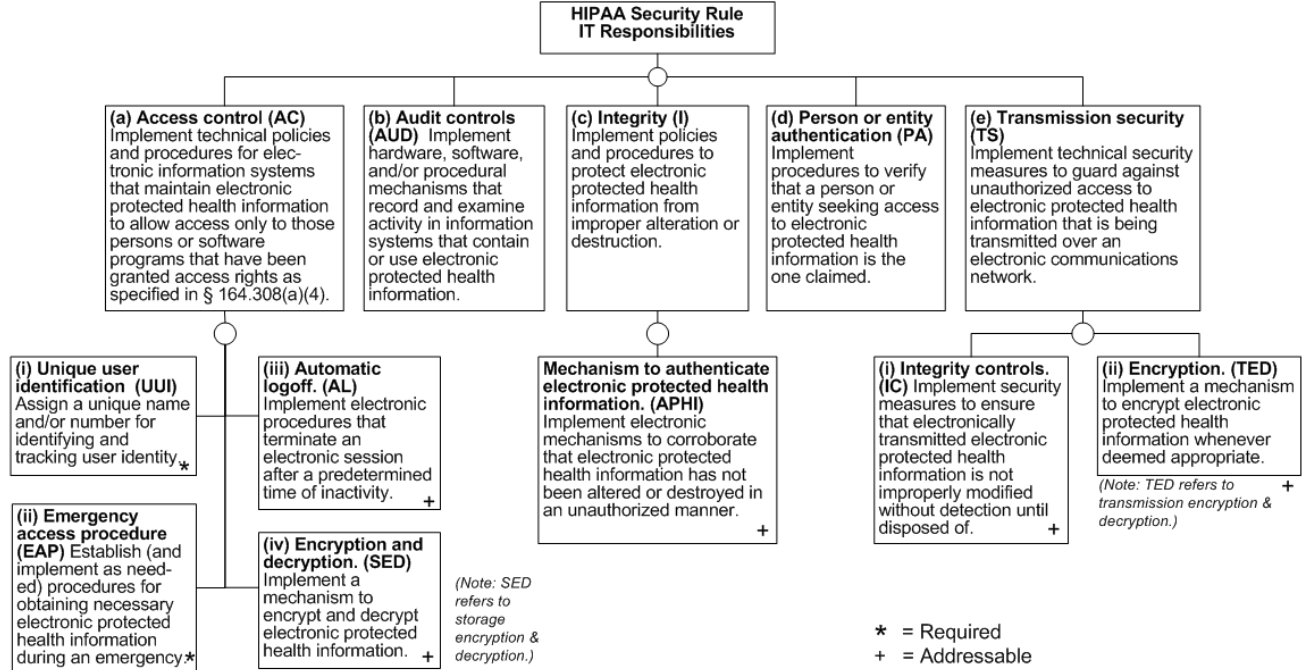 HIPAA Security Rule
IT Responsibilities
(a) Access control (AC)
Implement technical policies
and procedures for elec-
tronic information systems
that maintain electronic
protected health information
to allow access only to those
persons or software
programs that have been
granted access rights as
specified in § 164.308(a)(4).
(b) Audit controls
(AUD) Implement
hardware, software,
and/or procedural
mechanisms that
record and examine
activity in information
systems that contain
or use electronic
protected health
information.
(c) Integrity (I)
Implement policies
and procedures to
protect electronic
protected health
information from
improper alteration or
destruction.
(d) Person or entity
authentication (PA)
Implement
procedures to verify
that a person or
entity seeking access
to electronic
protected health
information is the
one claimed.
(e) Transmission security
(TS)
Implement technical security
measures to guard against
unauthorized access to
electronic protected health
information that is being
transmitted over an
electronic communications
network.
(i) Unique user
identification (UUI)
Assign a unique name
and/or number for
identifying and
tracking user identity.*
(ii) Emergency
access procedure
(EAP) Establish (and
implement as need-
ed) procedures for
obtaining necessary
electronic protected
health information
during an emergency.*
(iii) Automatic
logoff. (AL)
Implement electronic
procedures that
terminate an
electronic session
after a predetermined
time of inactivity. +
(iv) Encryption and
decryption. (SED)
Implement a
mechanism to
encrypt and decrypt
electronic protected
health information. +
(Note: SED
refers to
storage
encryption &
decryption.)
Mechanism to authenticate
electronic protected health
information. (APHI)
Implement electronic
mechanisms to corroborate
that electronic protected
health information has not
been altered or destroyed in
an unauthorized manner.
+
(i) Integrity controls.
(IC) Implement security
measures to ensure
that electronically
transmitted electronic
protected health
information is not
improperly modified
without detection until
disposed of. +
(ii) Encryption. (TED)
Implement a mechanism
to encrypt electronic
protected health
information whenever
deemed appropriate.
+
(Note: TED refers to
transmission encryption &
decryption.)
* = Required
+ = Addressable